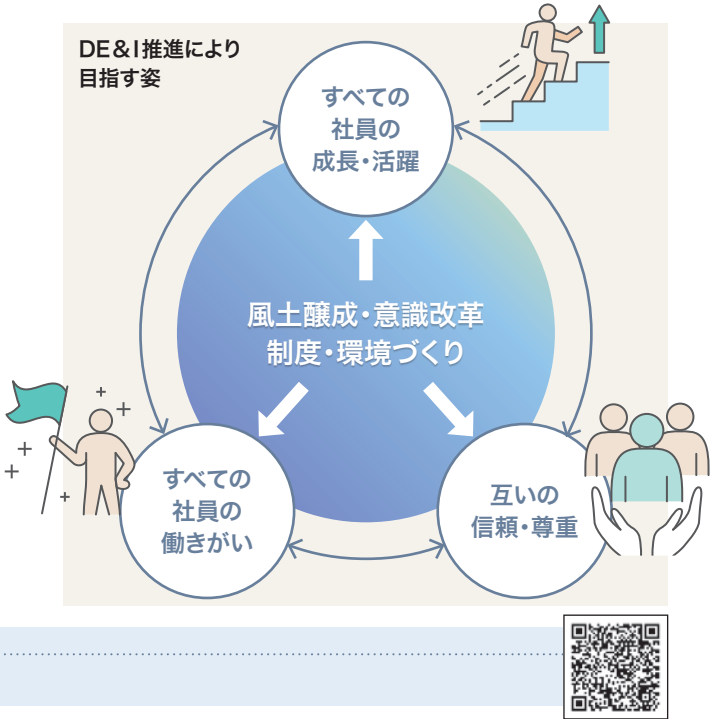 DE&I推進により
目指す姿
すべての
社員の
成長・活躍
風土醸成・意識改革
制度・環境づくり
すべての
社員の
働きがい
互いの
信頼・尊重